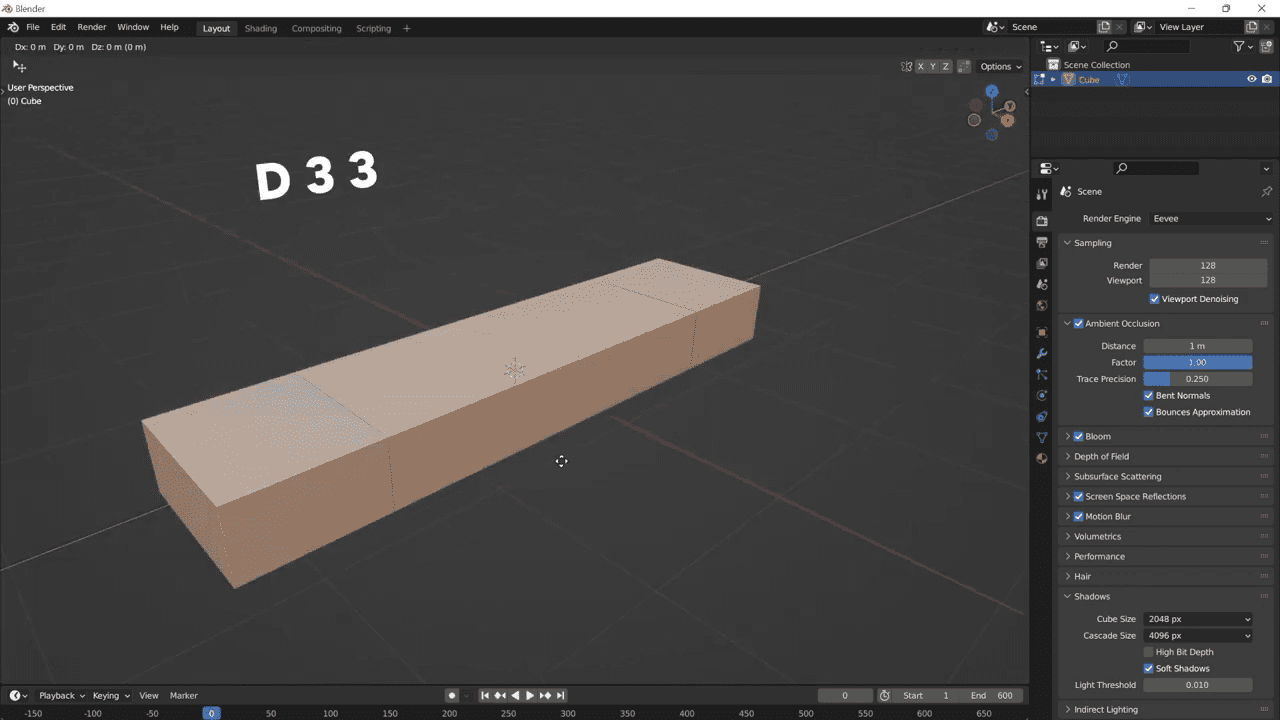 Blender
File Edit Render Window Help Layout Shading Compositing Scripting + Scene View Layer
Dx: 0 m Dy: 0 m Dz: 0 m (0 m)
X Y Z Options
User Perspective
(0) Cube
D 3 3
Scene Collection
Cube
Scene
Render Engine Eevee
Sampling
Render 128
Viewport 128
Viewport Denoising
Ambient Occlusion
Distance 1 m
Factor 1.00
Trace Precision 0.250
Bent Normals
Bounces Approximation
Bloom
Depth of Field
Subsurface Scattering
Screen Space Reflections
Motion Blur
Volumetrics
Performance
Hair
Shadows
Cube Size 2048 px
Cascade Size 4096 px
High Bit Depth
Soft Shadows
Light Threshold 0.010
Indirect Lighting
Playback Keying View Marker 0 Start 1 End 600
-150 -100 -50 0 50 100 150 200 250 300 350 400 450 500 550 600 650